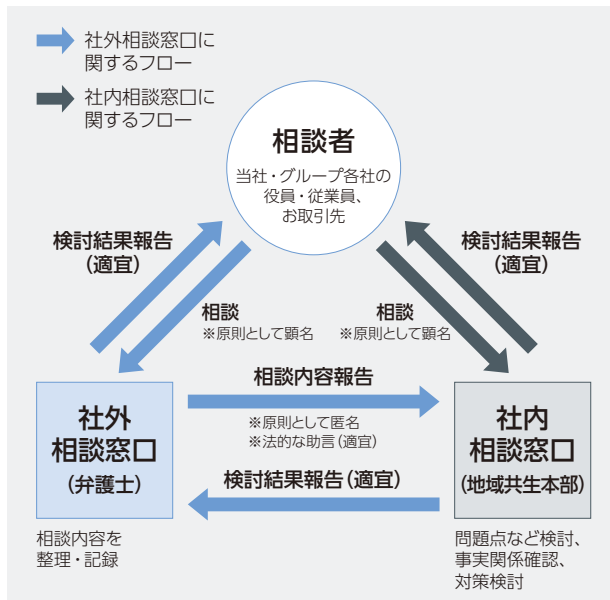 社外相談窓口に
関するフロー
社内相談窓口に
関するフロー
相談者
当社・グループ各社の
役員・従業員、
お取引先
検討結果報告
(適宜)
検討結果報告
(適宜)
相談
※原則として顕名
相談
※原則として顕名
相談内容報告
※原則として匿名
※法的な助言(適宜)
検討結果報告(適宜)
社外
相談窓口
(弁護士)
相談内容を
整理・記録
社内
相談窓口
(地域共生本部)
問題点など検討、
事実関係確認、
対策検討